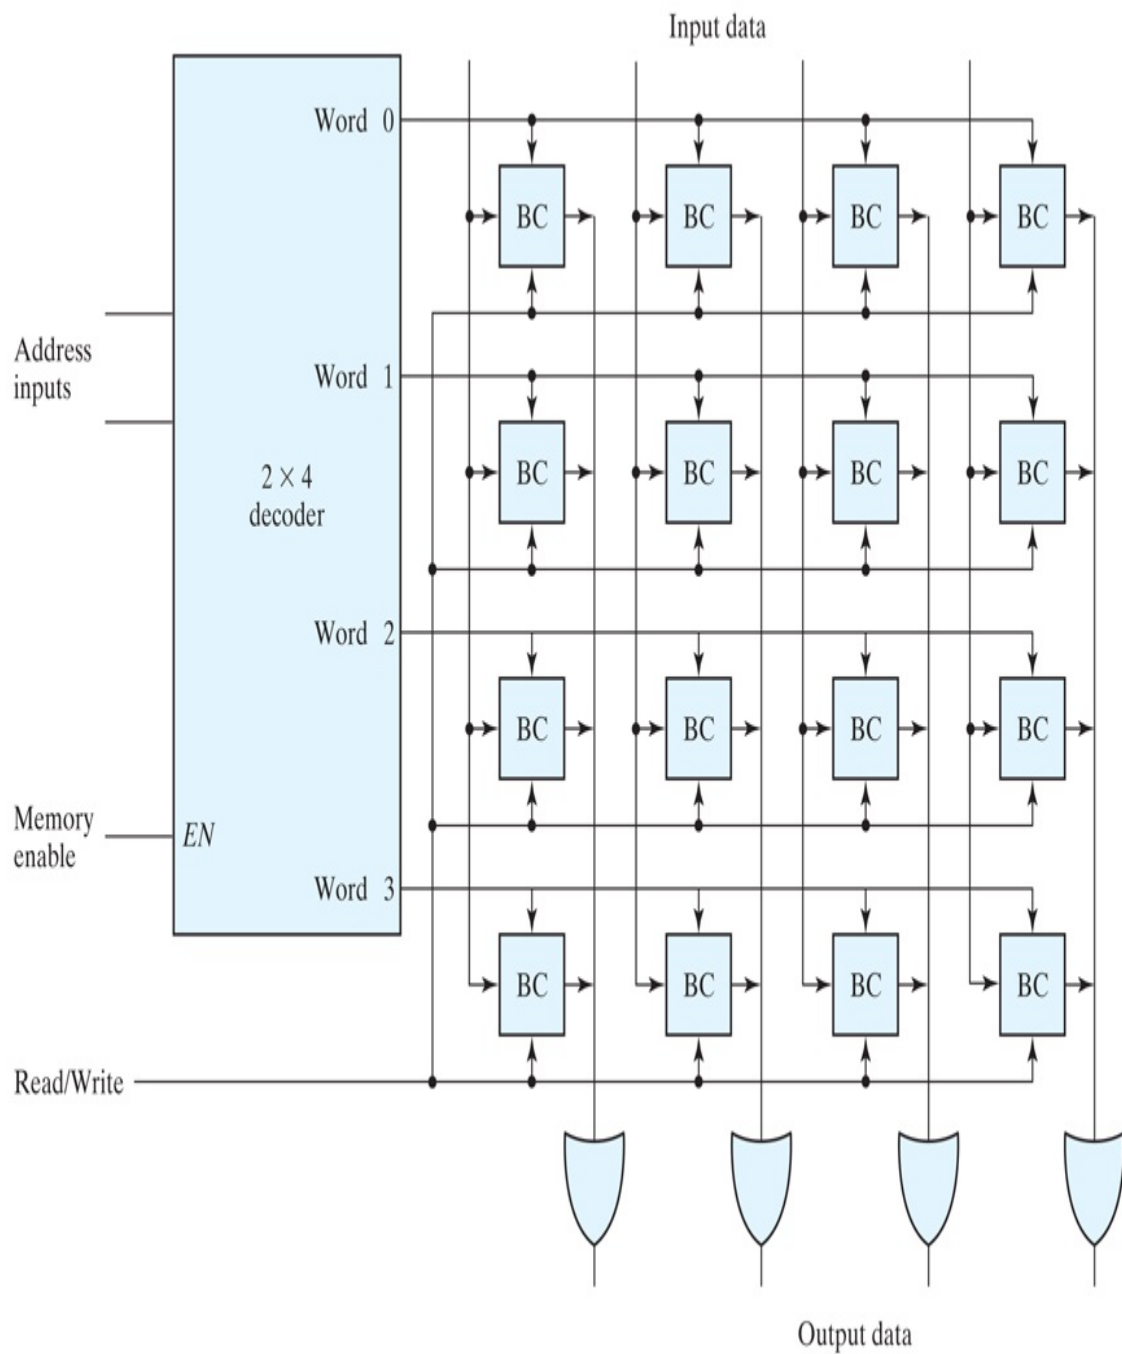 Input data
Word 0
BC BC BC BC
Address
inputs
Word 1
BC BC BC BC
2 × 4
decoder
Word 2
BC BC BC BC
Memory
enable
EN
Word 3
BC BC BC BC
Read/Write
Output data